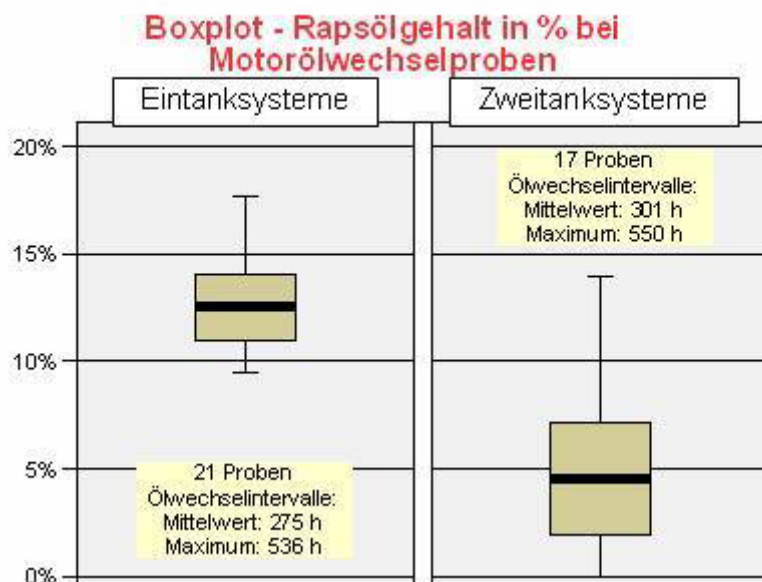 Boxplot - Rapsölgehalt in % bei
Motorölwechselproben
Eintanksysteme
Zweitanksysteme
20%
15%
10%
5%
0%
21 Proben
Ölwechselintervalle:
Mittelwert: 275 h
Maximum: 536 h
17 Proben
Ölwechselintervalle:
Mittelwert: 301 h
Maximum: 550 h